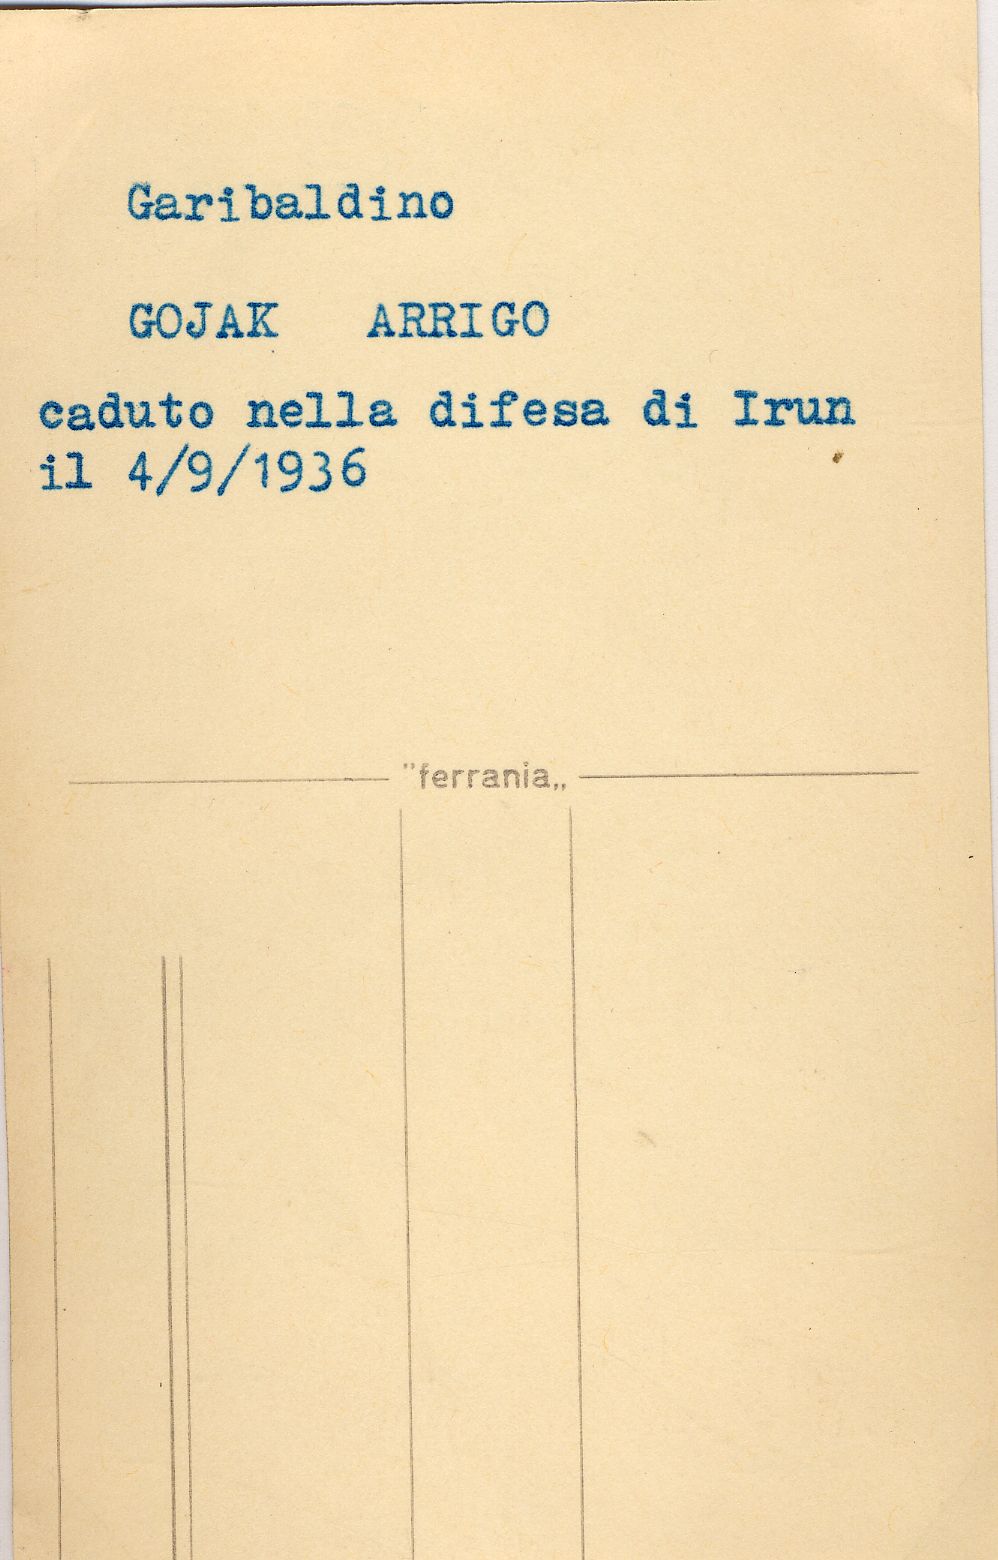 Garibaldino
GOJAK ARRIGO
caduto nella difesa di Irun
il 4/9/1936
"ferrania„